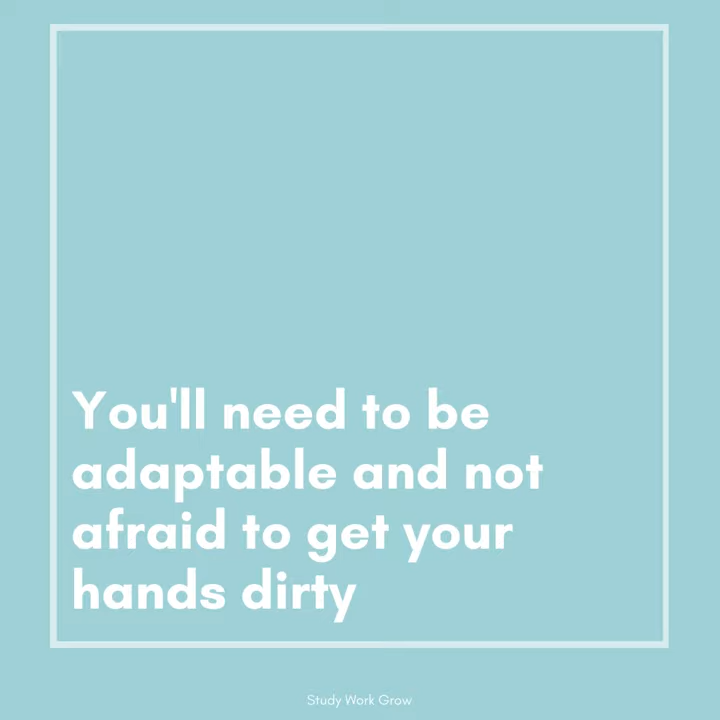 You'll need to be
adaptable and not
afraid to get your
hands dirty
Study Work Grow